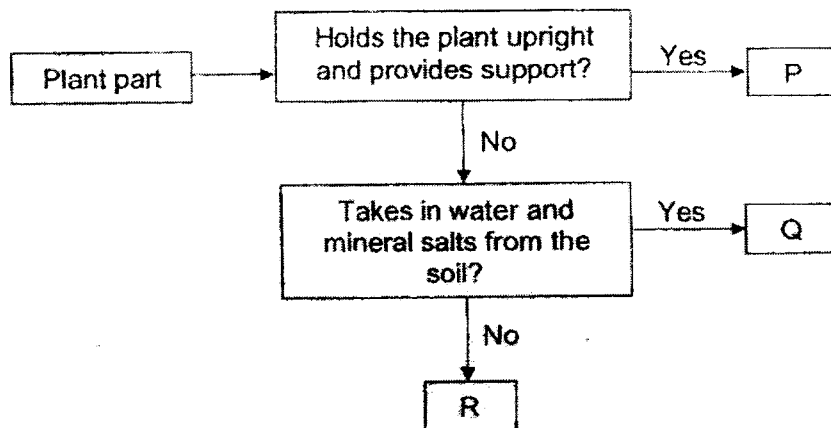 Holds the plant upright
and provides support?
Yes
Plant part
P
No
Takes in water and
mineral salts from the
soil?
Yes
Q
No
R